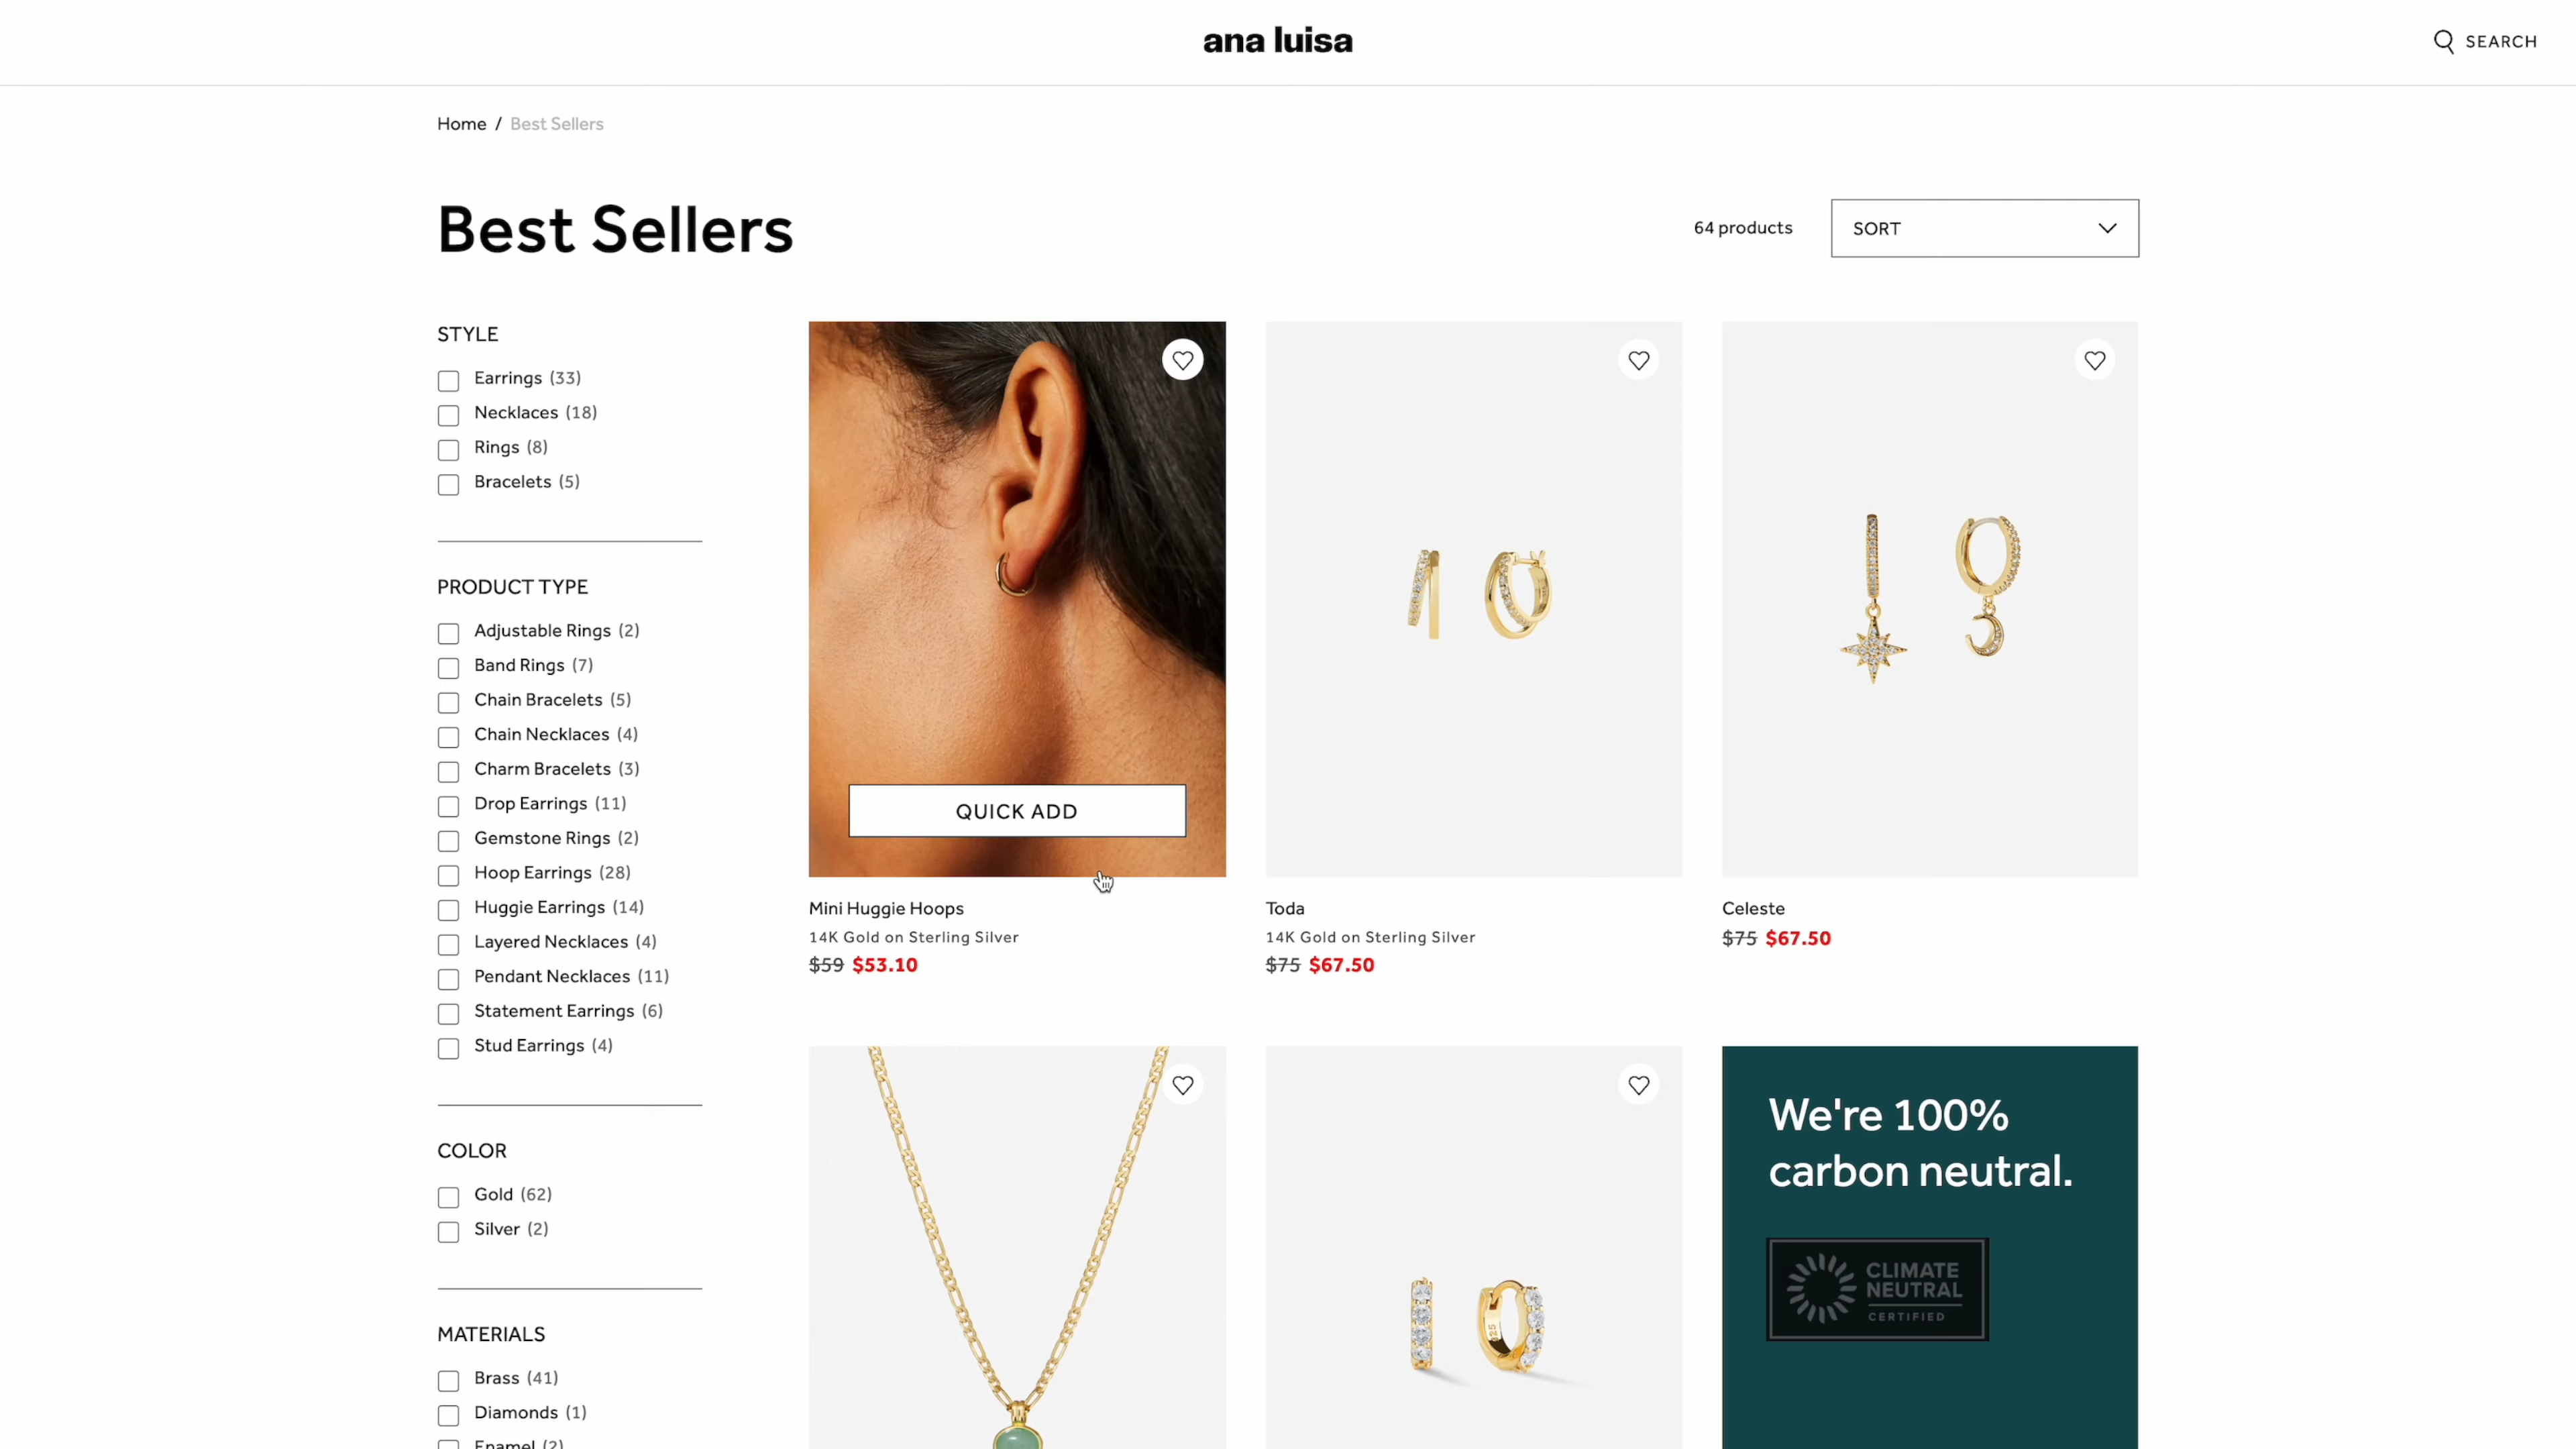 ana luisa
SEARCH
Home / Best Sellers
Best Sellers
64 products
SORT
STYLE
Earrings (33)
Necklaces (18)
Rings (8)
Bracelets (5)
PRODUCT TYPE
Adjustable Rings (2)
Band Rings (7)
Chain Bracelets (5)
Chain Necklaces (4)
Charm Bracelets (3)
Drop Earrings (11)
Gemstone Rings (2)
Hoop Earrings (28)
Huggie Earrings (14)
Layered Necklaces (4)
Pendant Necklaces (11)
Statement Earrings (6)
Stud Earrings (4)
COLOR
Gold (62)
Silver (2)
MATERIALS
Brass (41)
Diamonds (1)
Enamel (2)
QUICK ADD
Mini Huggie Hoops
14K Gold on Sterling Silver
$59 $53.10
Toda
14K Gold on Sterling Silver
$75 $67.50
Celeste
$75 $67.50
925
We're 100%
carbon neutral.
CLIMATE
NEUTRAL
CERTIFIED